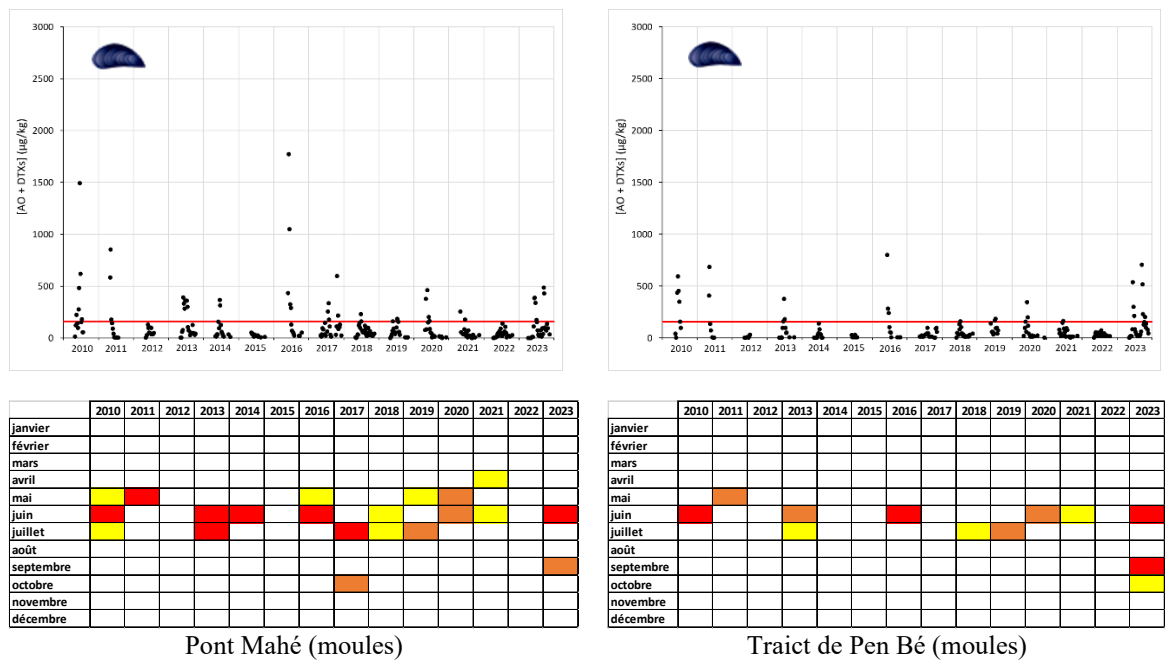 3000
2500
2000
1500
1000
500
0
[AO + DTXs] (µg/kg)
2010 2011 2012 2013 2014 2015 2016 2017 2018 2019 2020 2021 2022 2023
3000
2500
2000
1500
1000
500
0
[AO + DTXs] (µg/kg)
2010 2011 2012 2013 2014 2015 2016 2017 2018 2019 2020 2021 2022 2023
2010 2011 2012 2013 2014 2015 2016 2017 2018 2019 2020 2021 2022 2023
janvier
février
mars
avril
mai
juin
juillet
août
septembre
octobre
novembre
décembre
Pont Mahé (moules)
2010 2011 2012 2013 2014 2015 2016 2017 2018 2019 2020 2021 2022 2023
janvier
février
mars
avril
mai
juin
juillet
août
septembre
octobre
novembre
décembre
Traict de Pen Bé (moules)